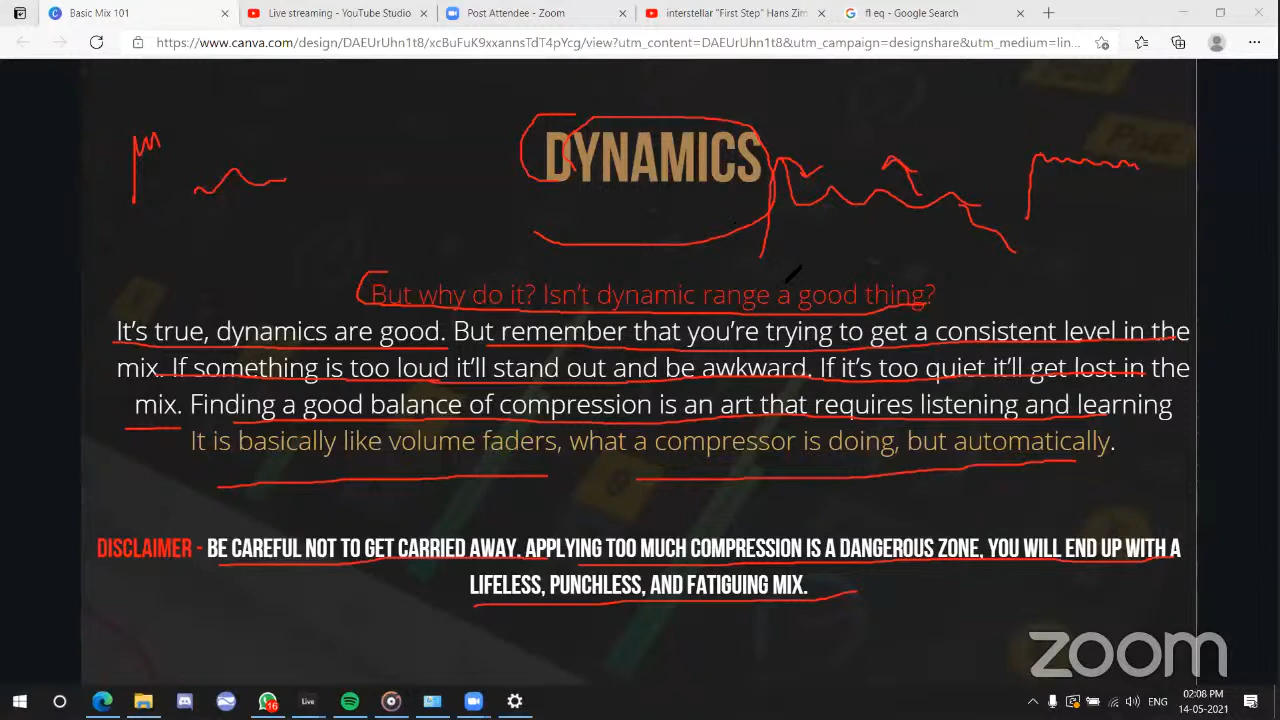 Basic Mix 101
Live streaming - YouTube Studio
Post Attendee - Zoom
interstellar "First Step" Hans Zim
fl eq - Google Search
https://www.canva.com/design/DAEUrUhn1t8/xcBuFuK9xxannsTdT4pYcg/view?utm_content=DAEUrUhn1t8&utm_campaign=designshare&utm_medium=lin...
DYNAMICS
But why do it? Isn't dynamic range a good thing?
It's true, dynamics are good. But remember that you're trying to get a consistent level in the
mix. If something is too loud it'll stand out and be awkward. If it's too quiet it'll get lost in the
mix. Finding a good balance of compression is an art that requires listening and learning
It is basically like volume faders, what a compressor is doing, but automatically.
DISCLAIMER - BE CAREFUL NOT TO GET CARRIED AWAY. APPLYING TOO MUCH COMPRESSION IS A DANGEROUS ZONE, YOU WILL END UP WITH A
LIFELESS, PUNCHLESS, AND FATIGUING MIX.
zoom
16
Live
ENG
02:08 PM
14-05-2021